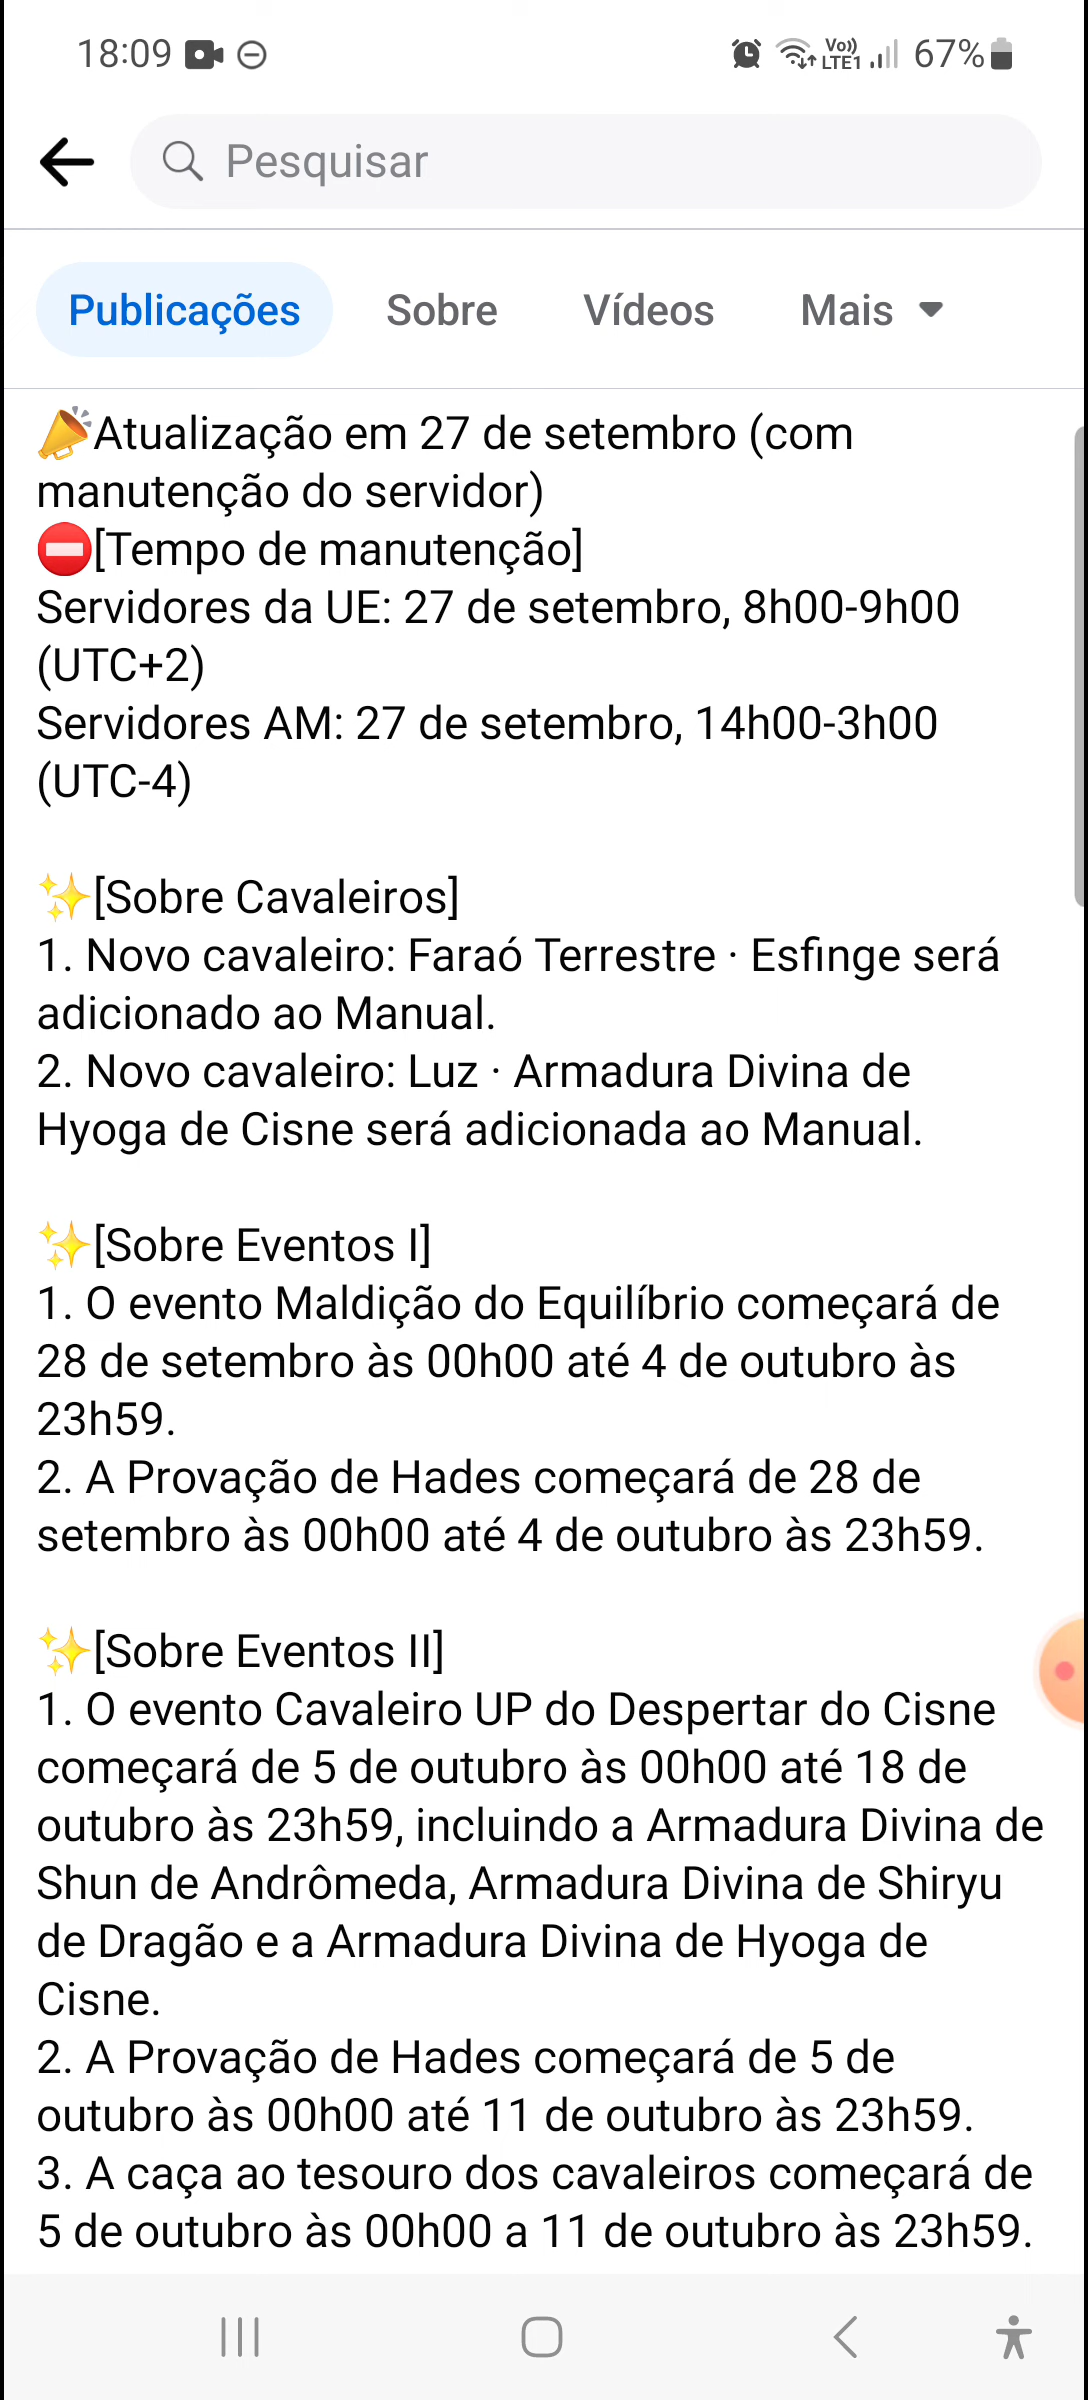 18:09
Vo)) LTE1 67%
Pesquisar
Publicações Sobre Vídeos Mais
📣Atualização em 27 de setembro (com
manutenção do servidor)
⛔[Tempo de manutenção]
Servidores da UE: 27 de setembro, 8h00-9h00
(UTC+2)
Servidores AM: 27 de setembro, 14h00-3h00
(UTC-4)
✨[Sobre Cavaleiros]
1. Novo cavaleiro: Faraó Terrestre · Esfinge será
adicionado ao Manual.
2. Novo cavaleiro: Luz · Armadura Divina de
Hyoga de Cisne será adicionada ao Manual.
✨[Sobre Eventos I]
1. O evento Maldição do Equilíbrio começará de
28 de setembro às 00h00 até 4 de outubro às
23h59.
2. A Provação de Hades começará de 28 de
setembro às 00h00 até 4 de outubro às 23h59.
✨[Sobre Eventos II]
1. O evento Cavaleiro UP do Despertar do Cisne
começará de 5 de outubro às 00h00 até 18 de
outubro às 23h59, incluindo a Armadura Divina de
Shun de Andrômeda, Armadura Divina de Shiryu
de Dragão e a Armadura Divina de Hyoga de
Cisne.
2. A Provação de Hades começará de 5 de
outubro às 00h00 até 11 de outubro às 23h59.
3. A caça ao tesouro dos cavaleiros começará de
5 de outubro às 00h00 a 11 de outubro às 23h59.